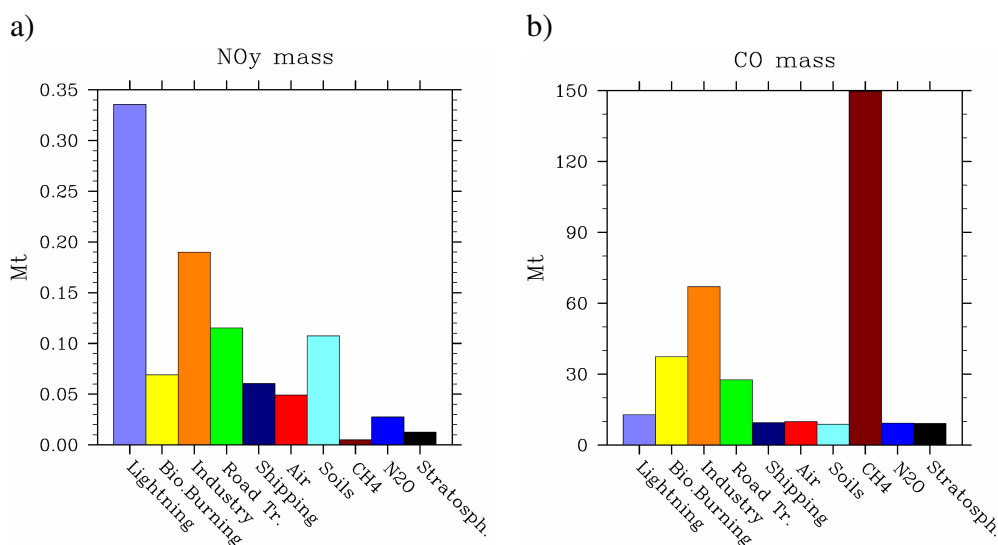 a)
NOy mass
Mt
0.35
0.30
0.25
0.20
0.15
0.10
0.05
0.00
Lightning
Bio.Burning
Industry
Road Tr.
Shipping
Air
Soils
CH4
N2O
Stratosph.
b)
CO mass
Mt
150
120
90
60
30
0
Lightning
Bio.Burning
Industry
Road Tr.
Shipping
Air
Soils
CH4
N2O
Stratosph.